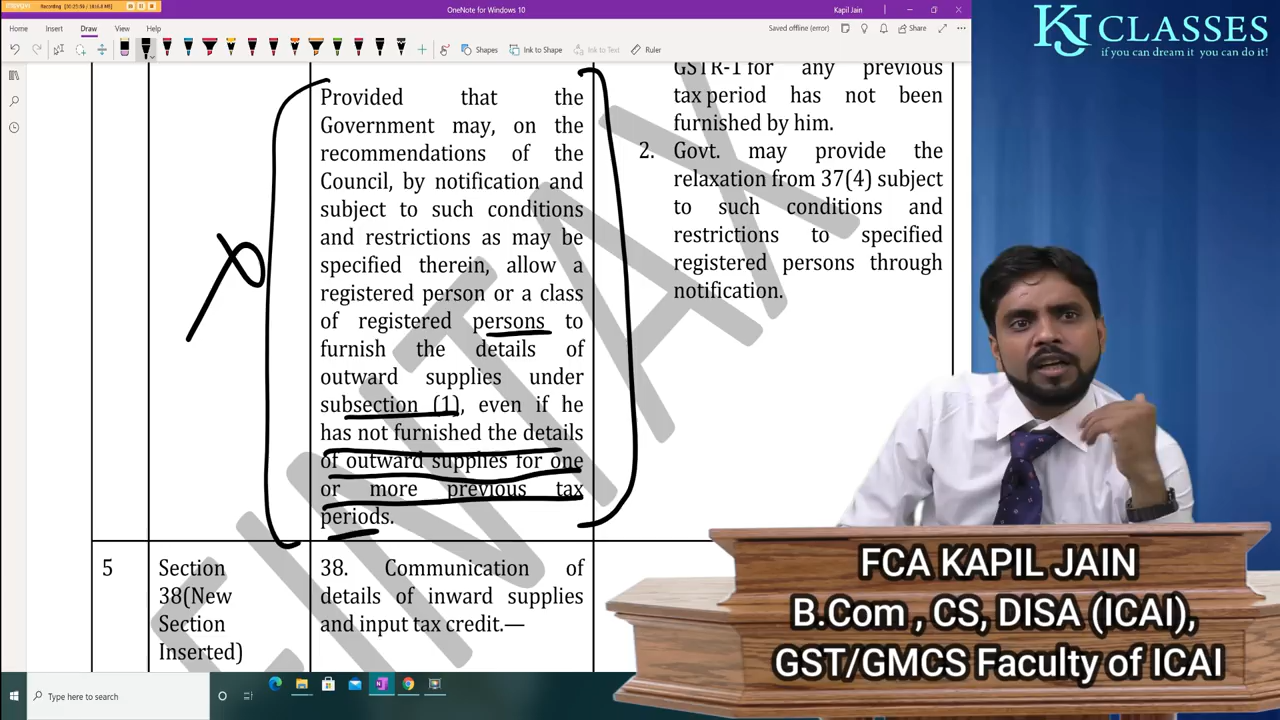 OneNote for Windows 10
Kapil Jain
Home Insert Draw View Help
Saved offline (error)
Share
Shapes
Ink to Shape
Ink to Text
Ruler
KJ CLASSES
if you can dream it you can do it!
Provided that the
Government may, on the
recommendations of the
Council, by notification and
subject to such conditions
and restrictions as may be
specified therein, allow a
registered person or a class
of registered persons to
furnish the details of
outward supplies under
subsection (1), even if he
has not furnished the details
of outward supplies for one
or more previous tax
periods.
GSTR-1 for any previous
tax period has not been
furnished by him.
2. Govt. may provide the
relaxation from 37(4) subject
to such conditions and
restrictions to specified
registered persons through
notification.
5
Section
38(New
Section
Inserted)
38. Communication of
details of inward supplies
and input tax credit.—
FCA KAPIL JAIN
B.Com , CS, DISA (ICAI),
GST/GMCS Faculty of ICAI
Type here to search